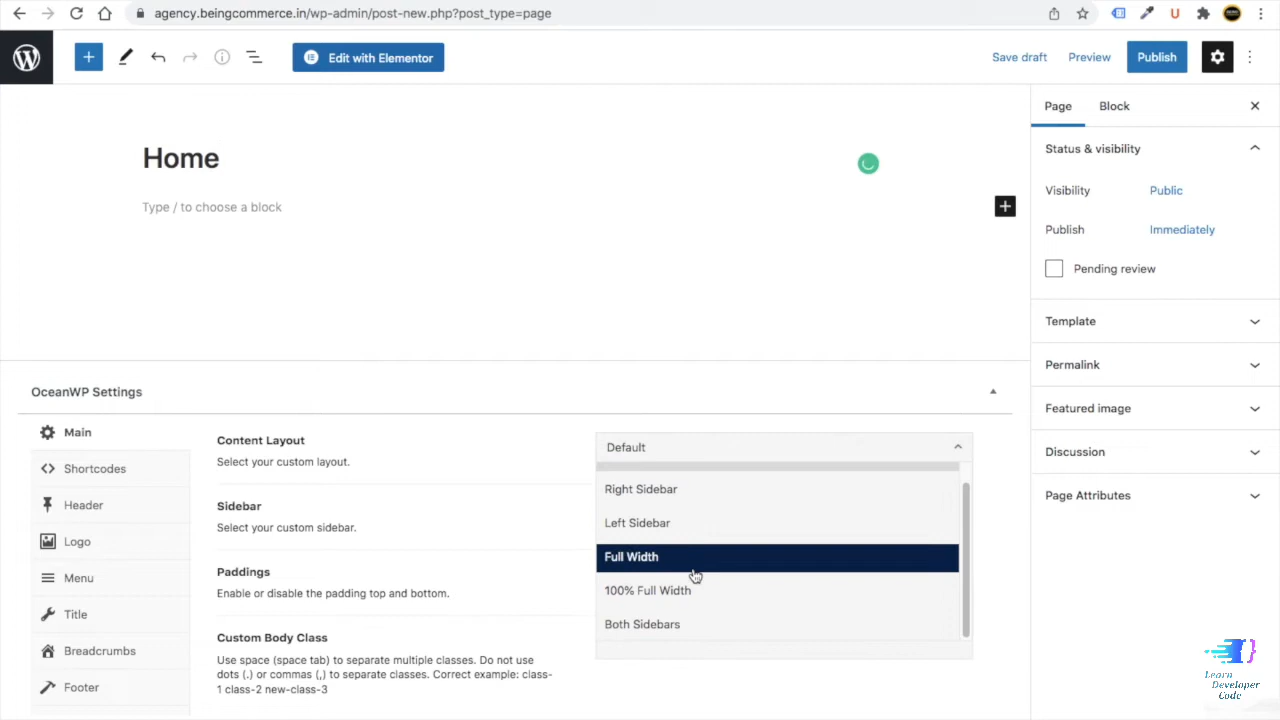 agency.beingcommerce.in/wp-admin/post-new.php?post_type=page
Edit with Elementor
Save draft
Preview
Publish
Page
Block
Home
Type / to choose a block
Status & visibility
Visibility
Public
Publish
Immediately
Pending review
Template
Permalink
Featured image
Discussion
Page Attributes
OceanWP Settings
Main
Shortcodes
Header
Logo
Menu
Title
Breadcrumbs
Footer
Content Layout
Select your custom layout.
Sidebar
Select your custom sidebar.
Paddings
Enable or disable the padding top and bottom.
Custom Body Class
Use space (space tab) to separate multiple classes. Do not use
dots (.) or commas (,) to separate classes. Correct example: class-
1 class-2 new-class-3
Default
Right Sidebar
Left Sidebar
Full Width
100% Full Width
Both Sidebars
Learn
Developer
Code